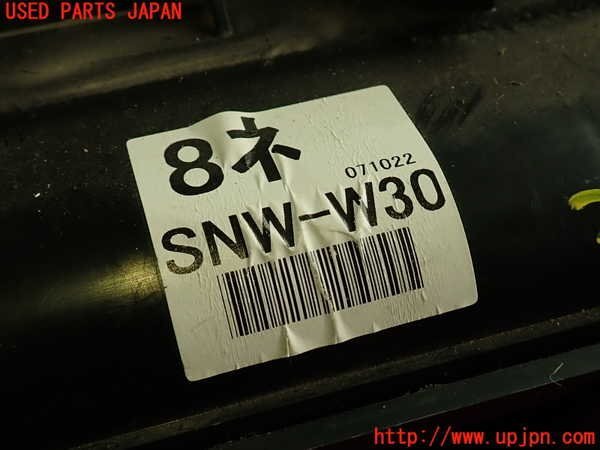 USED PARTS JAPAN
8ネ
071022
SNW-W30
http://www.upjpn.com/